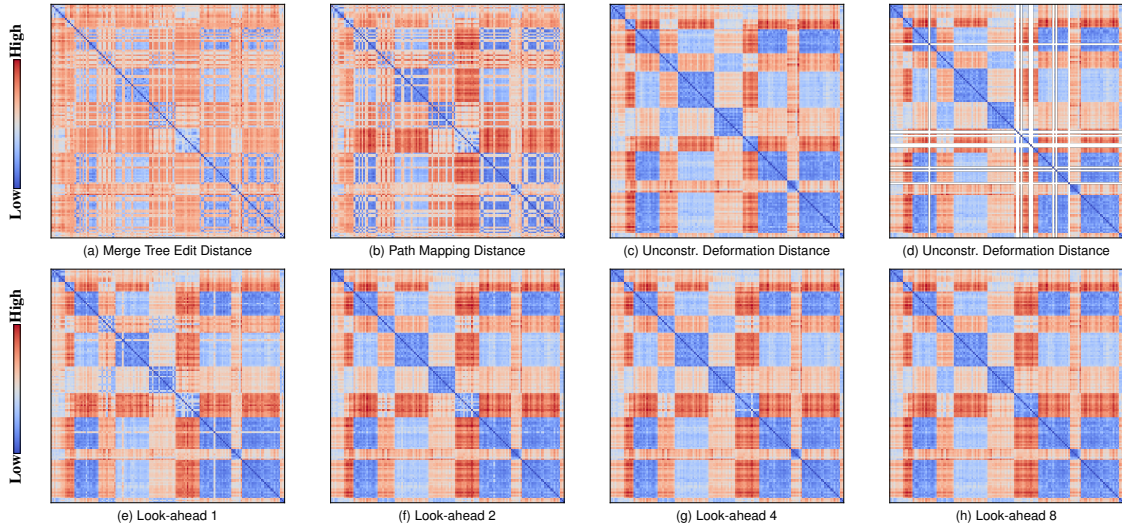 High
Low
(a) Merge Tree Edit Distance
(b) Path Mapping Distance
(c) Unconstr. Deformation Distance
(d) Unconstr. Deformation Distance
High
Low
(e) Look-ahead 1
(f) Look-ahead 2
(g) Look-ahead 4
(h) Look-ahead 8